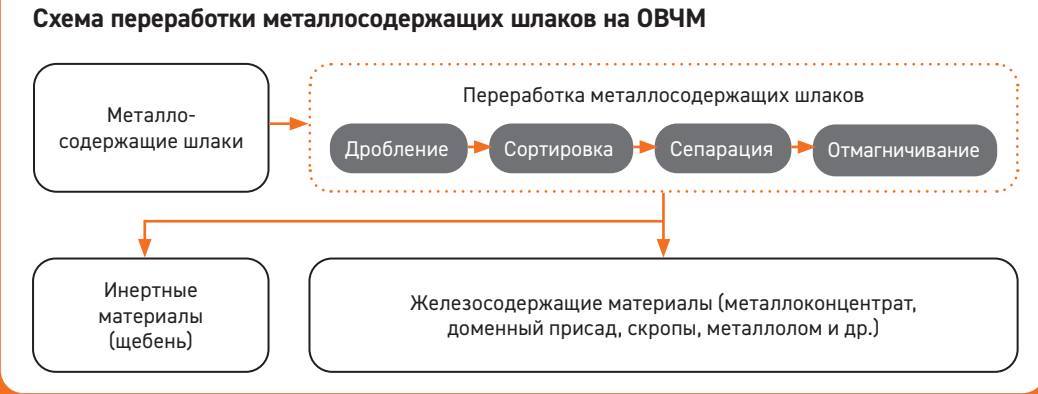 Схема переработки металлосодержащих шлаков на ОВЧМ
Металло-
содержащие шлаки
Переработка металлосодержащих шлаков
Дробление
Сортировка
Сепарация
Отмагничивание
Инертные
материалы
(щебень)
Железосодержащие материалы (металлоконцентрат,
доменный присад, скропы, металлолом и др.)